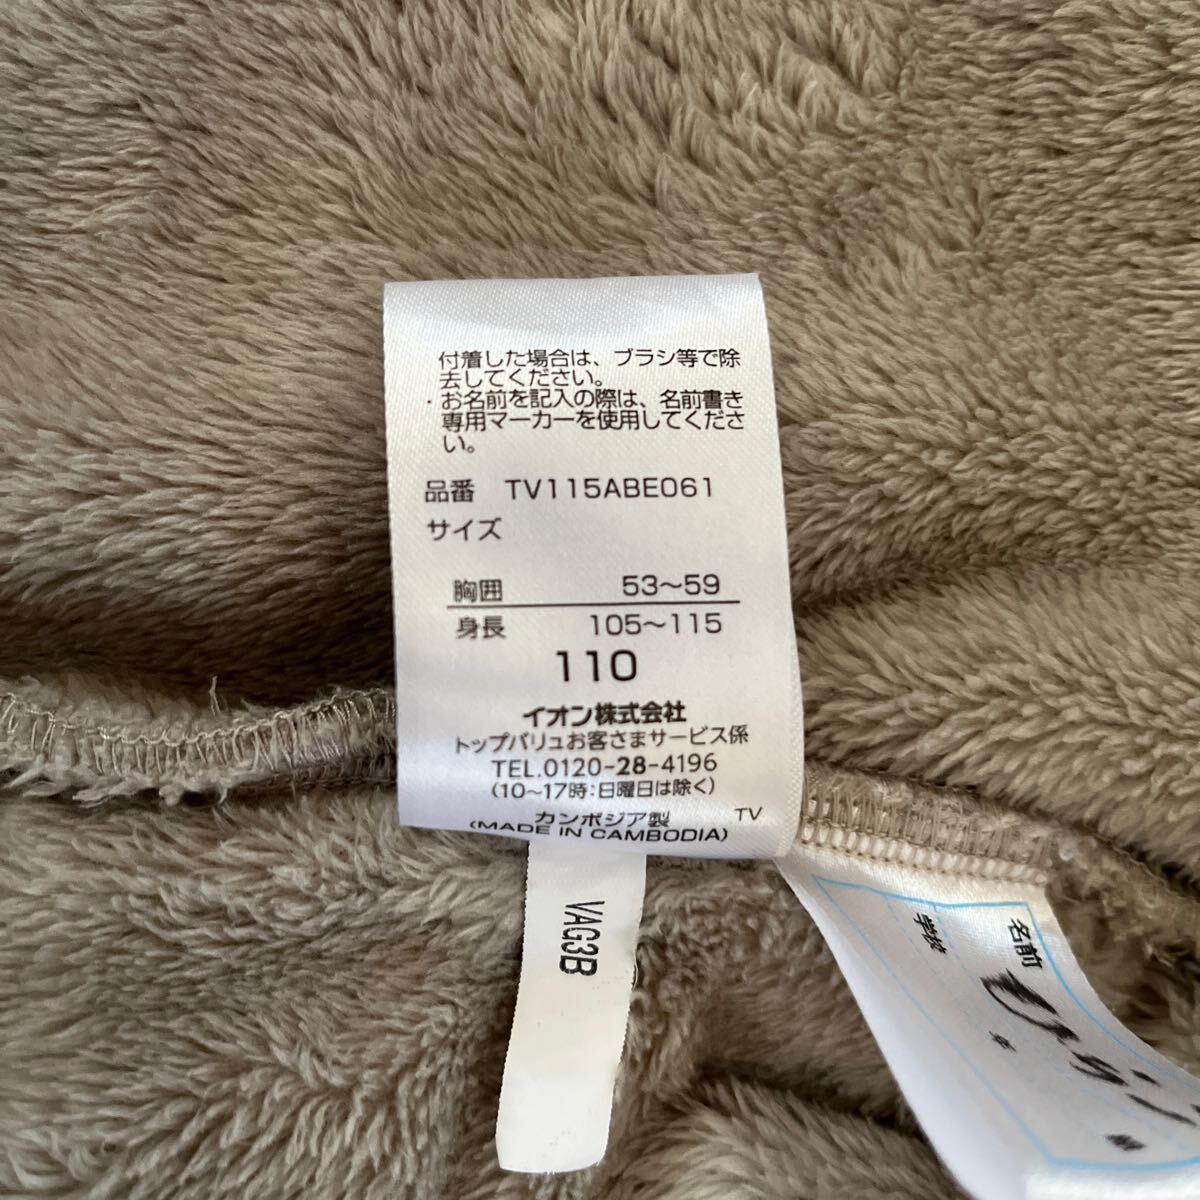 付着した場合は、ブラシ等で除
去してください。
・お名前を記入の際は、名前書き
専用マーカーを使用してくださ
い。
品番 TV115ABE061
サイズ
胸囲 53〜59
身長 105〜115
110
イオン株式会社
トップバリュお客さまサービス係
TEL.0120-28-4196
(10〜17時:日曜日は除く)
カンボジア製 TV
(MADE IN CAMBODIA)
VAG3B
学校
名前